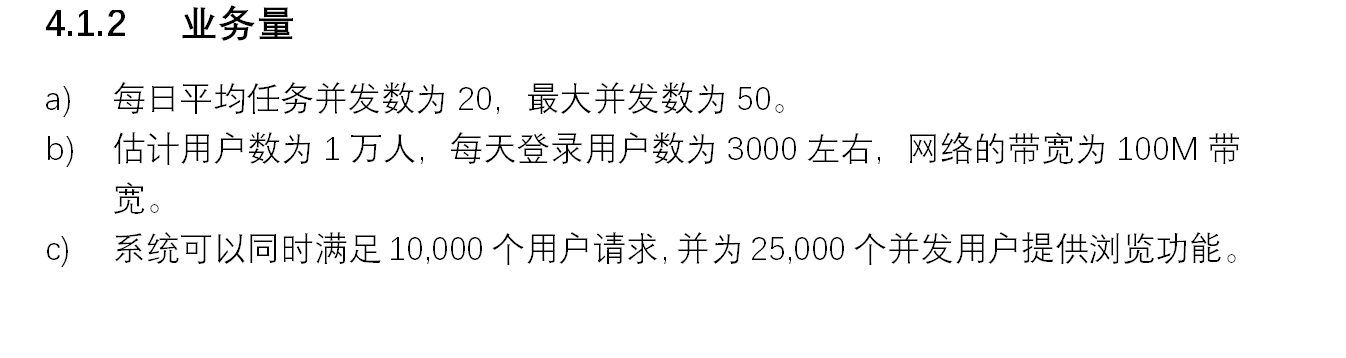 4.1.2 业务量
a) 每日平均任务并发数为 20，最大并发数为 50。
b) 估计用户数为 1 万人，每天登录用户数为 3000 左右，网络的带宽为 100M 带
宽。
c) 系统可以同时满足 10,000 个用户请求，并为 25,000 个并发用户提供浏览功能。